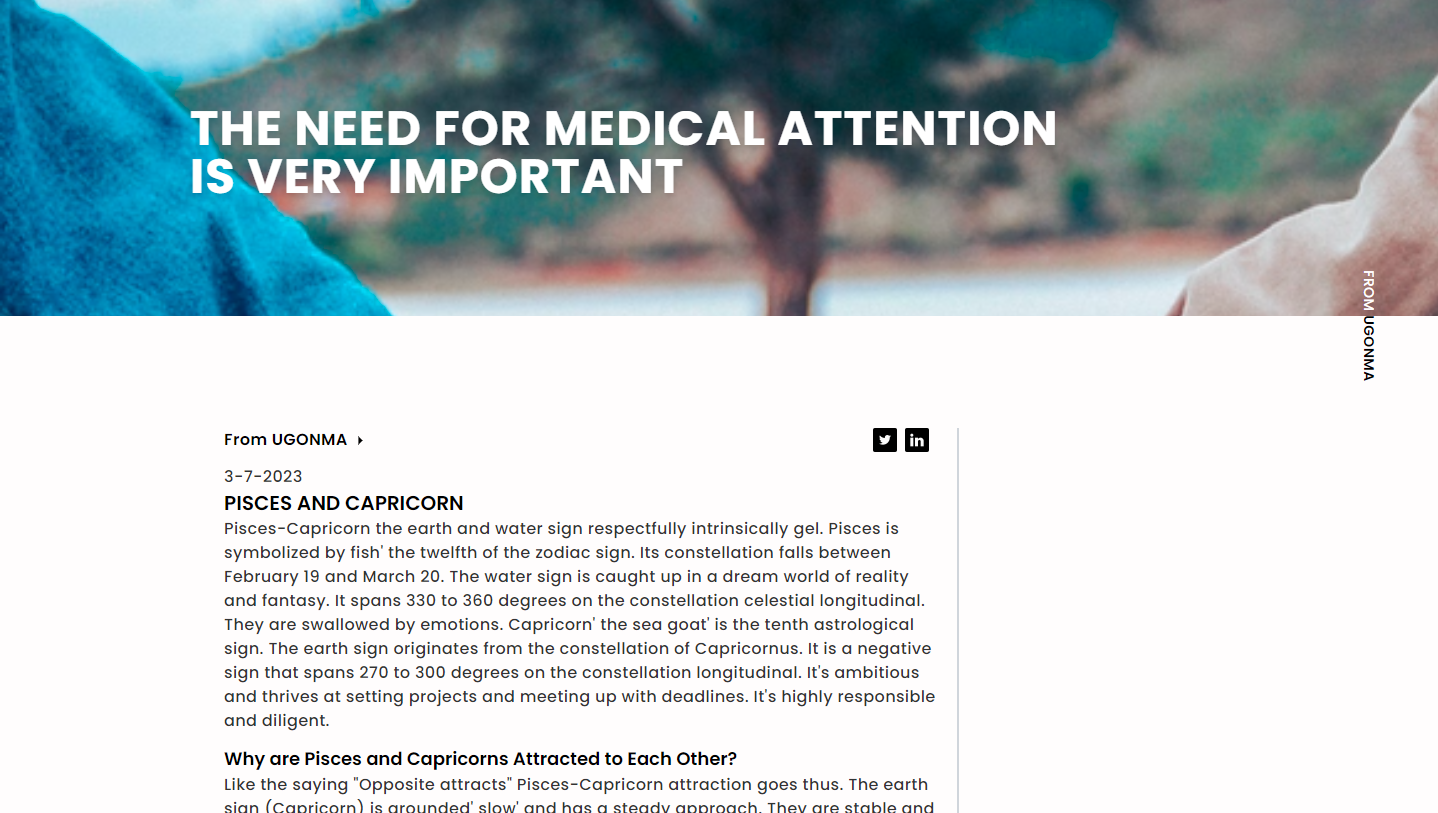 THE NEED FOR MEDICAL ATTENTION
IS VERY IMPORTANT
FROM UGONMA
From UGONMA
3-7-2023
PISCES AND CAPRICORN
Pisces-Capricorn the earth and water sign respectfully intrinsically gel. Pisces is
symbolized by fish' the twelfth of the zodiac sign. Its constellation falls between
February 19 and March 20. The water sign is caught up in a dream world of reality
and fantasy. It spans 330 to 360 degrees on the constellation celestial longitudinal.
They are swallowed by emotions. Capricorn' the sea goat' is the tenth astrological
sign. The earth sign originates from the constellation of Capricornus. It is a negative
sign that spans 270 to 300 degrees on the constellation longitudinal. It's ambitious
and thrives at setting projects and meeting up with deadlines. It's highly responsible
and diligent.
Why are Pisces and Capricorns Attracted to Each Other?
Like the saying "Opposite attracts" Pisces-Capricorn attraction goes thus. The earth
sign (Capricorn) is grounded' slow' and has a steady approach. They are stable and